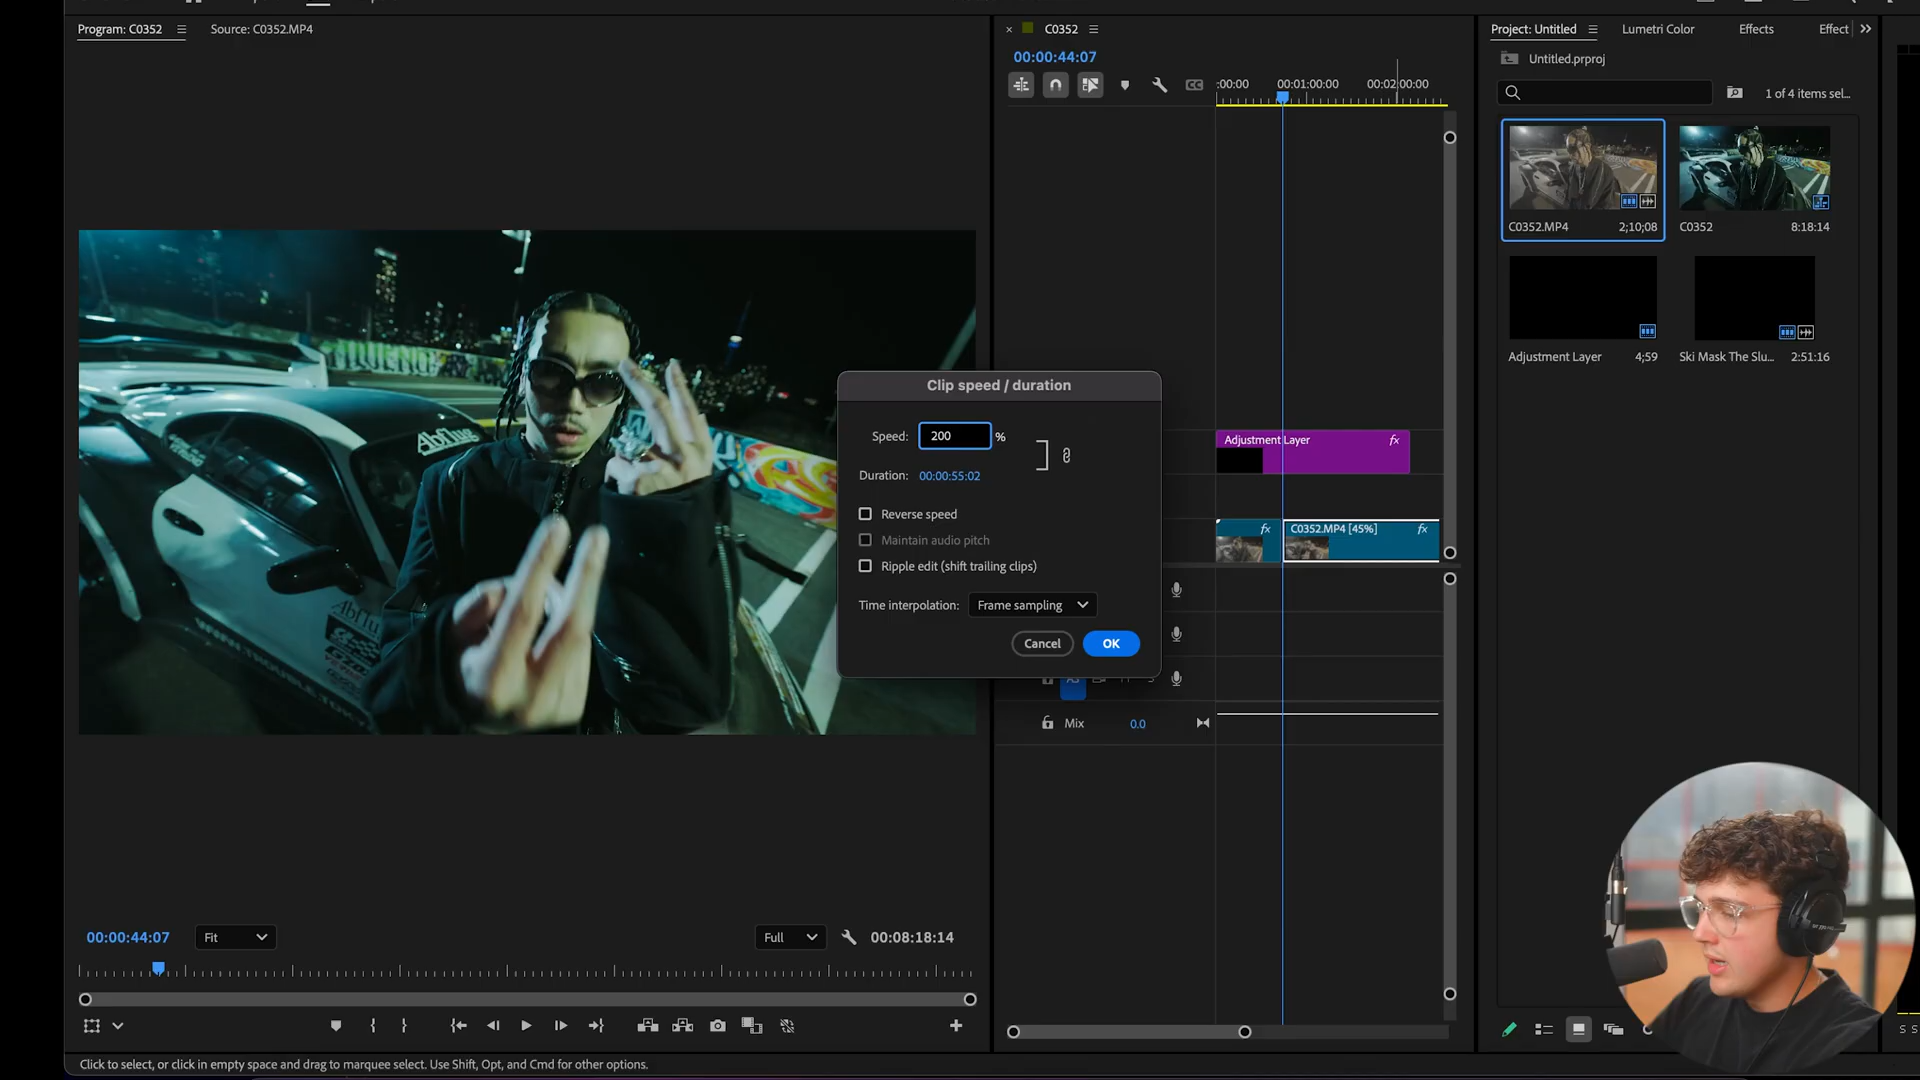 Program: C0352
Source: C0352.MP4
C0352
00:00:44:07
:00:00
00:01:00:00
00:02:00:00
Project: Untitled
Lumetri Color
Effects
Effect
Untitled.prproj
1 of 4 items sel...
C0352.MP4
2;10;08
C0352
8:18:14
Adjustment Layer
4;59
Ski Mask The Slu...
2:51:16
Clip speed / duration
Speed:
200
%
Duration:
00:00:55:02
Reverse speed
Maintain audio pitch
Ripple edit (shift trailing clips)
Time interpolation:
Frame sampling
Cancel
OK
Adjustment Layer
fx
fx
C0352.MP4 [45%]
fx
Mix
0.0
Abflug
00:00:44:07
Fit
Full
00:08:18:14
Click to select, or click in empty space and drag to marquee select. Use Shift, Opt, and Cmd for other options.
S S